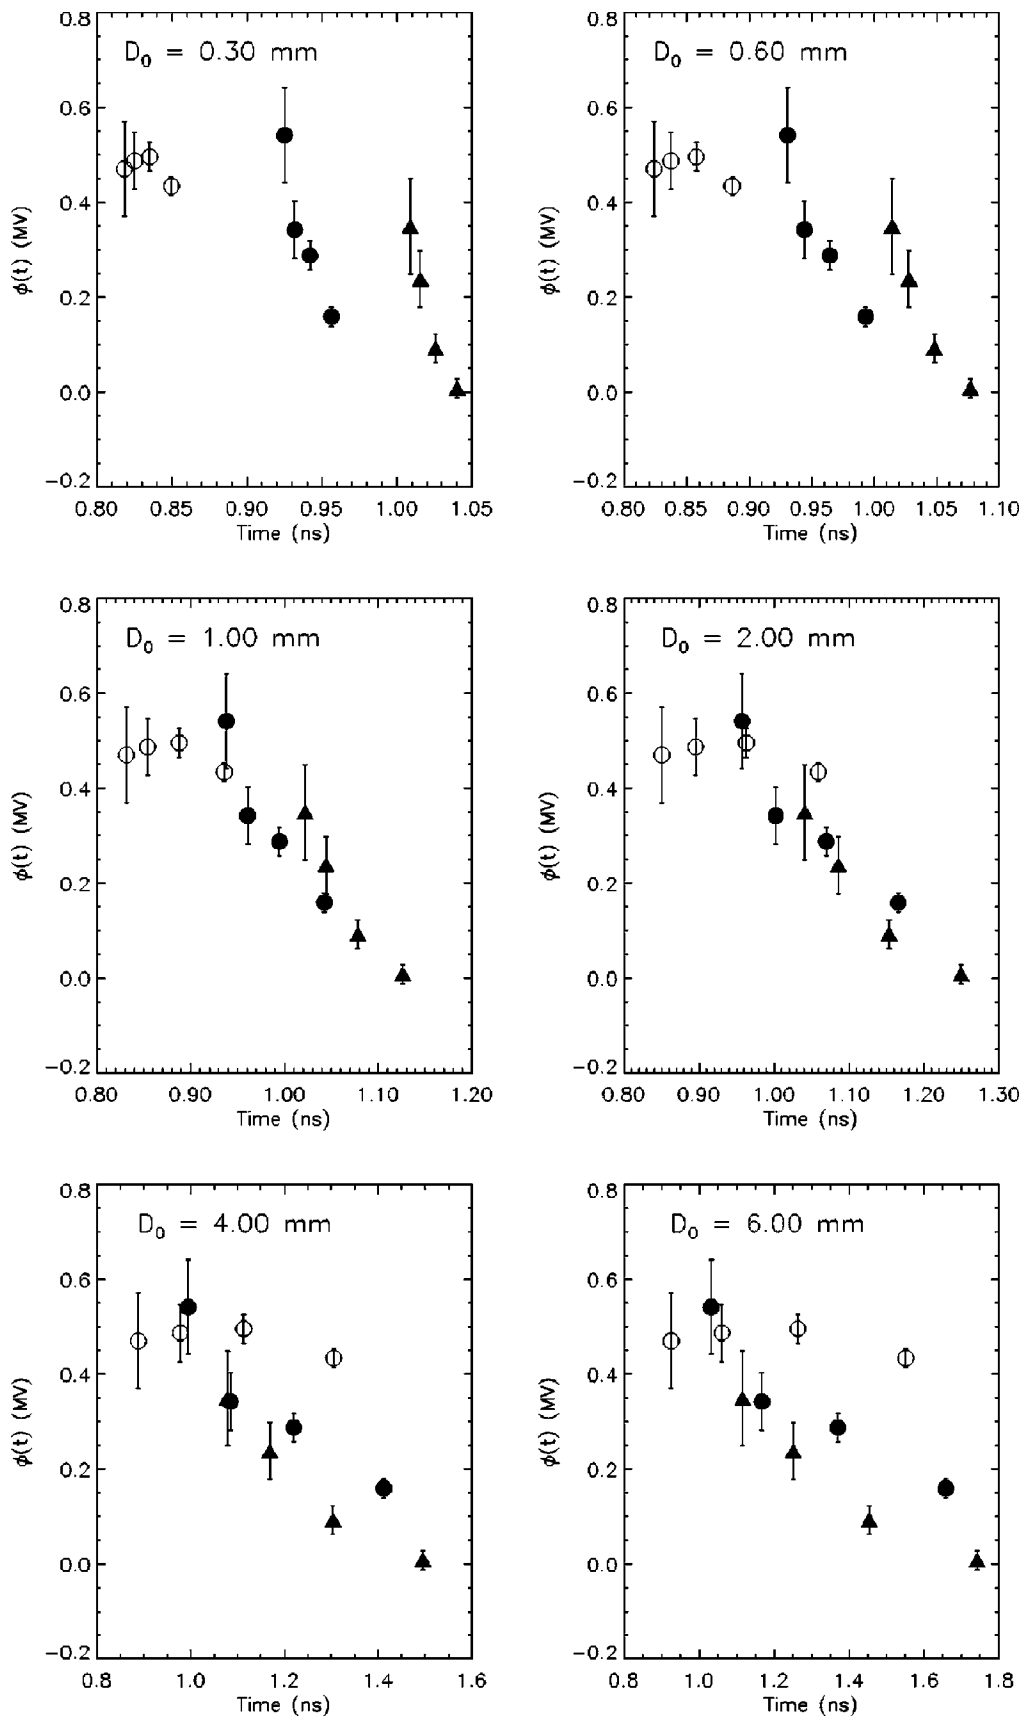 D₀ = 0.30 mm
ϕ(t) (MV)
0.8
0.6
0.4
0.2
0.0
−0.2
0.80 0.85 0.90 0.95 1.00 1.05
Time (ns)
D₀ = 0.60 mm
ϕ(t) (MV)
0.8
0.6
0.4
0.2
0.0
−0.2
0.80 0.85 0.90 0.95 1.00 1.05 1.10
Time (ns)
D₀ = 1.00 mm
ϕ(t) (MV)
0.8
0.6
0.4
0.2
0.0
−0.2
0.80 0.90 1.00 1.10 1.20
Time (ns)
D₀ = 2.00 mm
ϕ(t) (MV)
0.8
0.6
0.4
0.2
0.0
−0.2
0.80 0.90 1.00 1.10 1.20 1.30
Time (ns)
D₀ = 4.00 mm
ϕ(t) (MV)
0.8
0.6
0.4
0.2
0.0
−0.2
0.8 1.0 1.2 1.4 1.6
Time (ns)
D₀ = 6.00 mm
ϕ(t) (MV)
0.8
0.6
0.4
0.2
0.0
−0.2
0.8 1.0 1.2 1.4 1.6 1.8
Time (ns)